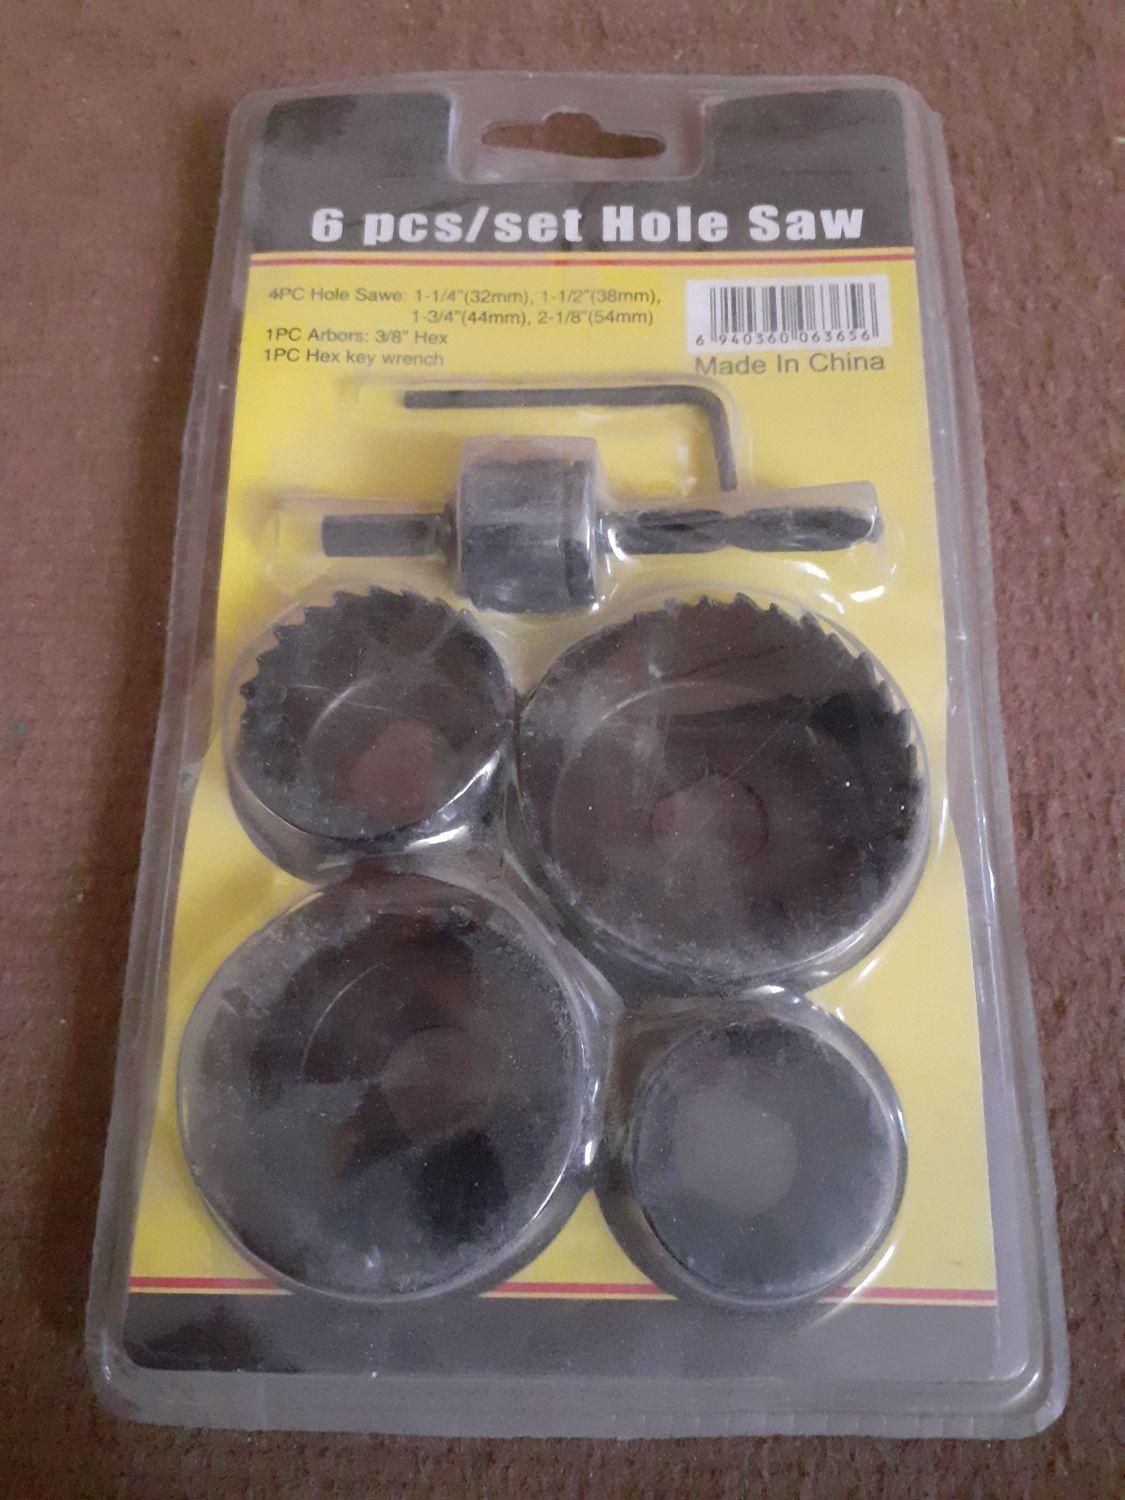 6 pcs/set Hole Saw
4PC Hole Sawe: 1-1/4"(32mm), 1-1/2"(38mm),
1-3/4"(44mm), 2-1/8"(54mm)
1PC Arbors: 3/8" Hex
1PC Hex key wrench
6 940360 063656
Made In China